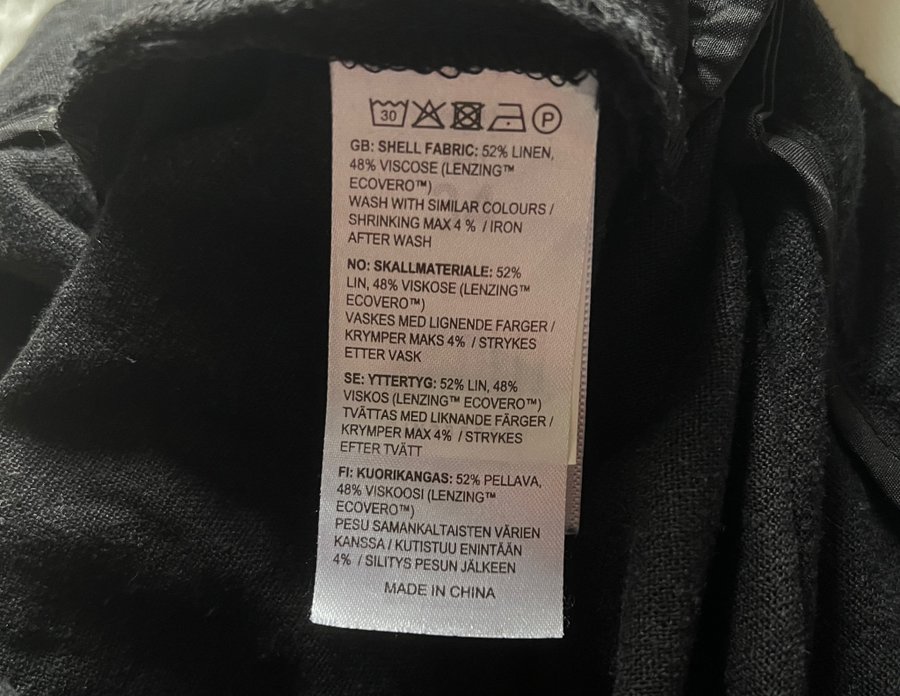 30 P
GB: SHELL FABRIC: 52% LINEN,
48% VISCOSE (LENZING™
ECOVERO™)
WASH WITH SIMILAR COLOURS /
SHRINKING MAX 4 % / IRON
AFTER WASH
NO: SKALLMATERIALE: 52%
LIN, 48% VISKOSE (LENZING™
ECOVERO™)
VASKES MED LIGNENDE FARGER /
KRYMPER MAKS 4% / STRYKES
ETTER VASK
SE: YTTERTYG: 52% LIN, 48%
VISKOS (LENZING™ ECOVERO™)
TVÄTTAS MED LIKNANDE FÄRGER /
KRYMPER MAX 4% / STRYKES
EFTER TVÄTT
FI: KUORIKANGAS: 52% PELLAVA,
48% VISKOOSI (LENZING™
ECOVERO™)
PESU SAMANKALTAISTEN VÄRIEN
KANSSA / KUTISTUU ENINTÄÄN
4% / SILITYS PESUN JÄLKEEN
MADE IN CHINA